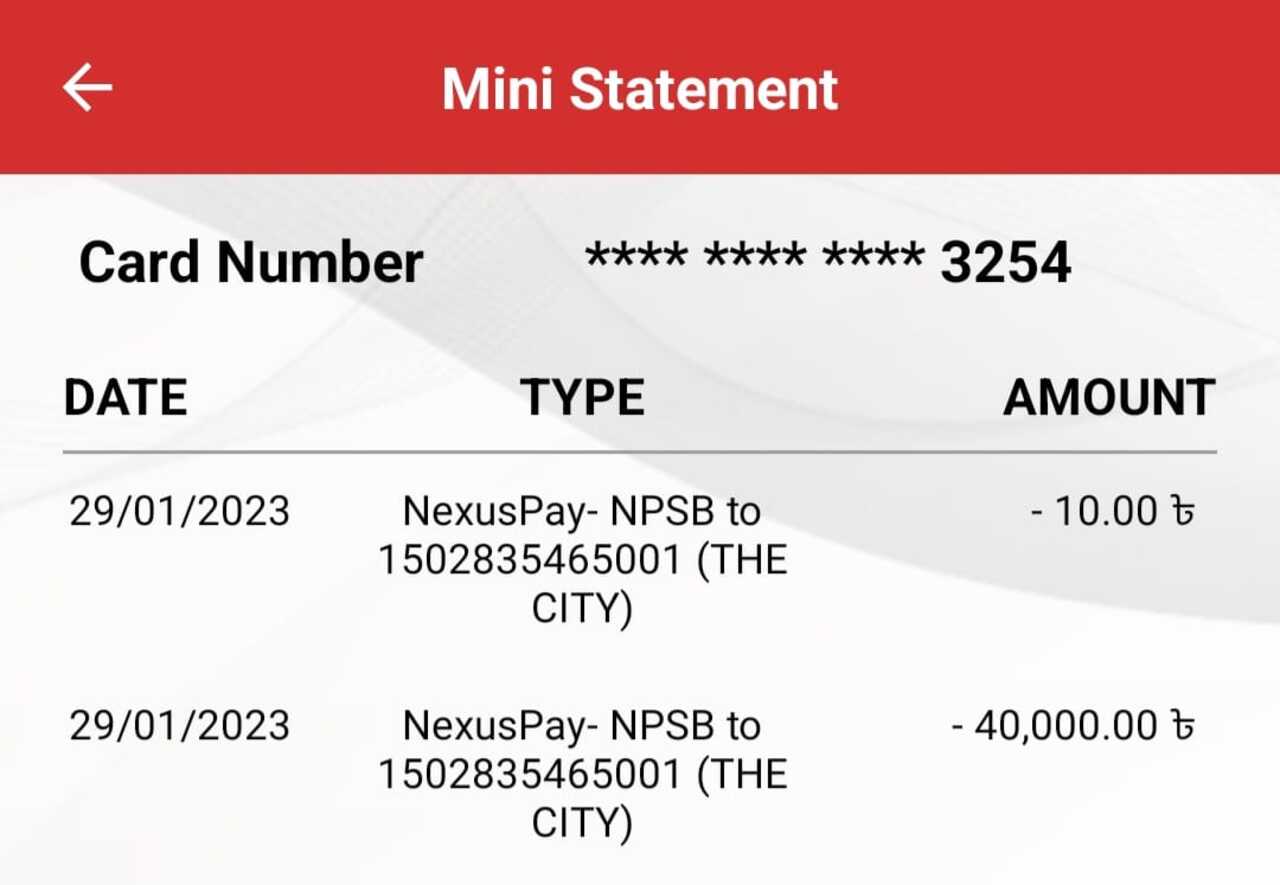 Mini Statement
Card Number **** **** **** 3254
DATE TYPE AMOUNT
29/01/2023 NexusPay- NPSB to - 10.00 ৳
1502835465001 (THE
CITY)
29/01/2023 NexusPay- NPSB to - 40,000.00 ৳
1502835465001 (THE
CITY)